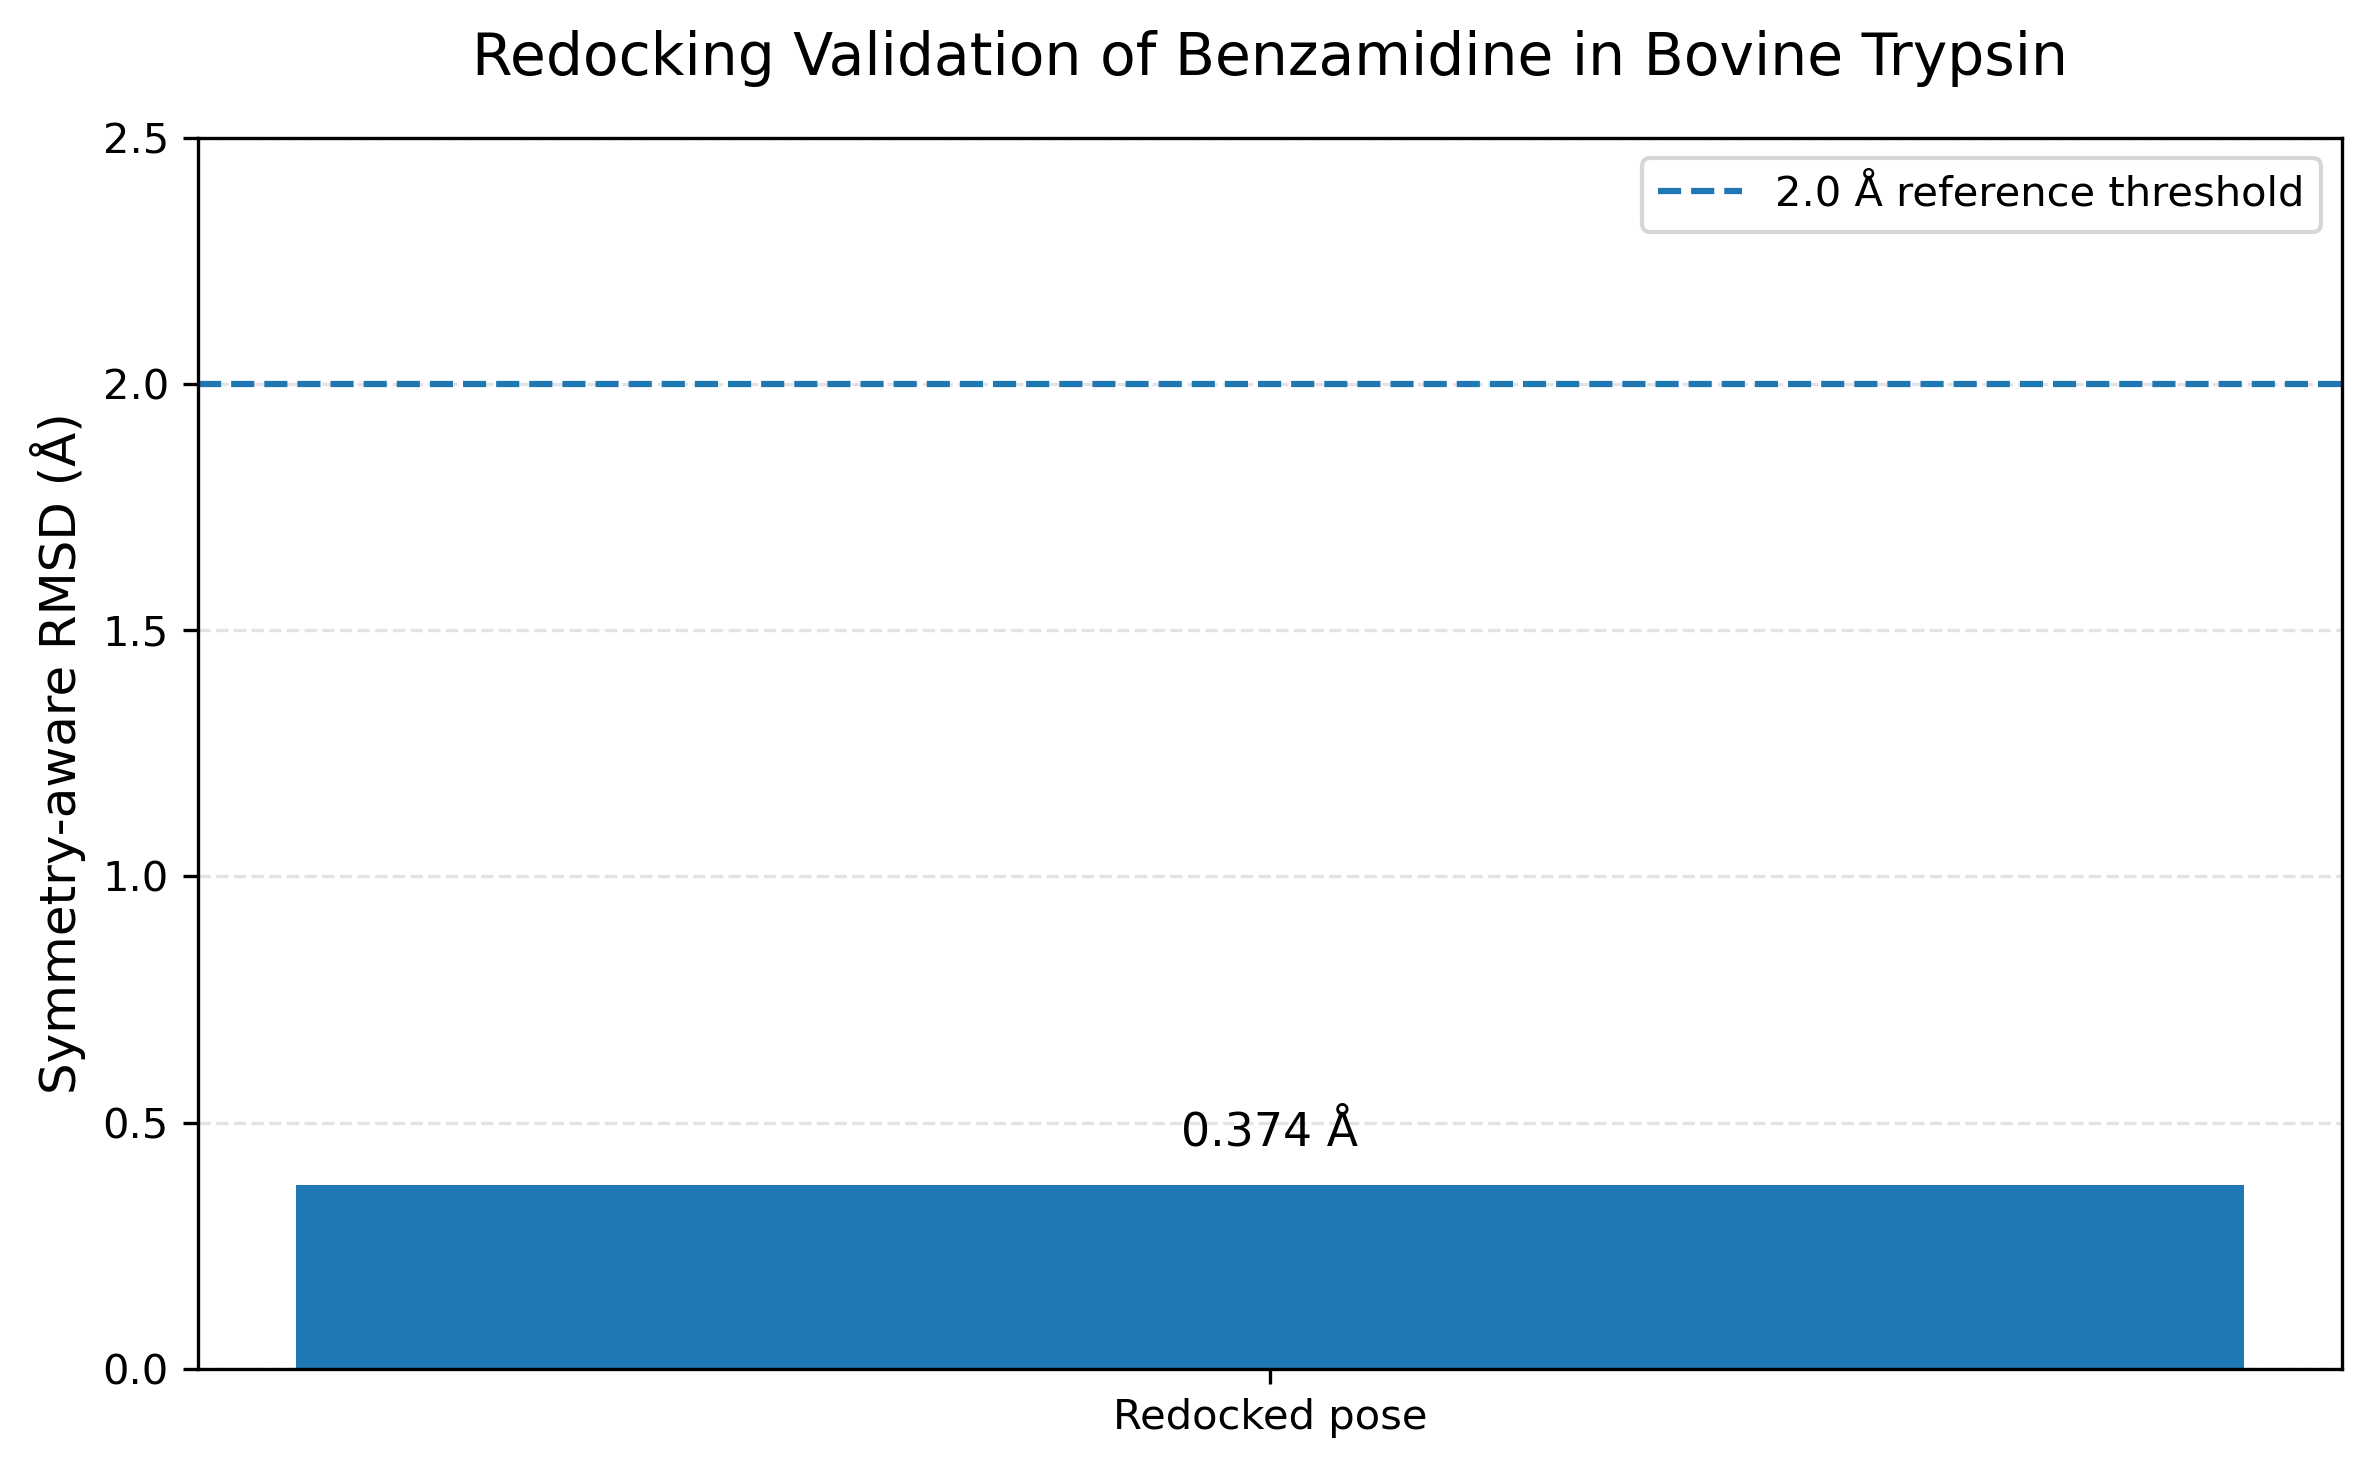 Redocking Validation of Benzamidine in Bovine Trypsin
2.5
2.0 Å reference threshold
2.0
1.5
1.0
0.5
0.0
Symmetry-aware RMSD (Å)
0.374 Å
Redocked pose